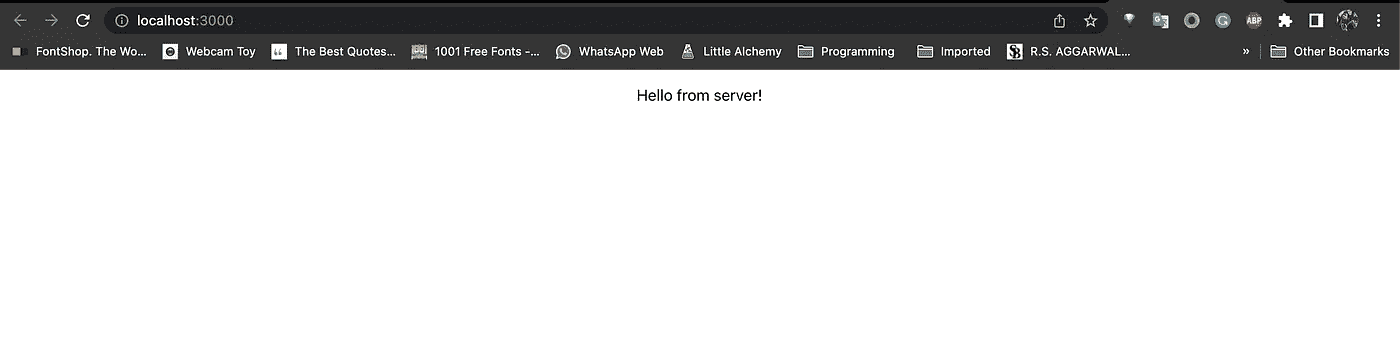 localhost:3000
FontShop. The Wo... Webcam Toy The Best Quotes... 1001 Free Fonts -... WhatsApp Web Little Alchemy Programming Imported R.S. AGGARWAL... » Other Bookmarks
Hello from server!